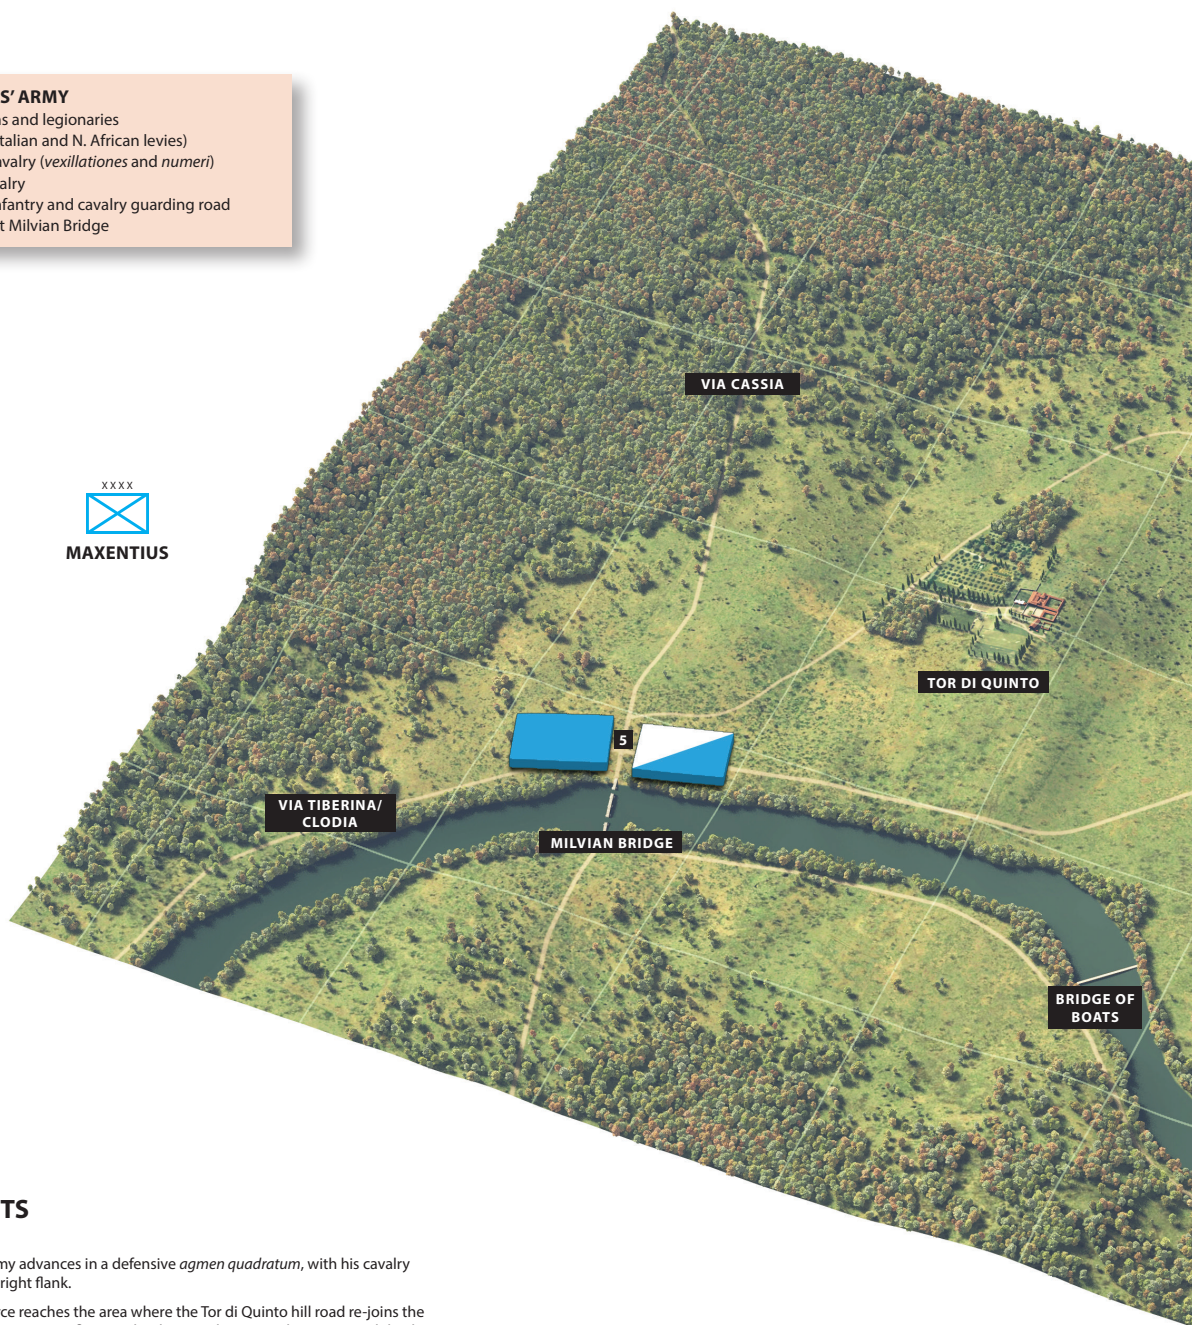 S’ ARMY
s and legionaries
talian and N. African levies)
avalry (vexillationes and numeri)
alry
nfantry and cavalry guarding road
t Milvian Bridge
VIA CASSIA
xxxx
MAXENTIUS
TOR DI QUINTO
5
VIA TIBERINA/
CLODIA
MILVIAN BRIDGE
BRIDGE OF
BOATS
TS
my advances in a defensive agmen quadratum, with his cavalry
right flank.
rce reaches the area where the Tor di Quinto hill road re-joins the